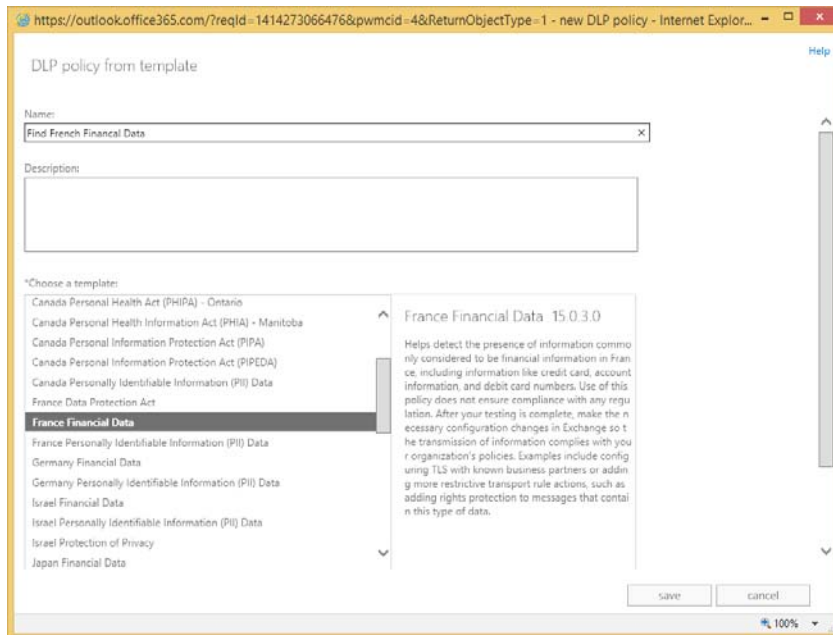 https://outlook.office365.com/?reqId=1414273066476&pwmcid=4&ReturnObjectType=1 - new DLP policy - Internet Explor...
Help
DLP policy from template
Name:
Find French Financal Data
Description:
*Choose a template:
Canada Personal Health Act (PHIPA) - Ontario
Canada Personal Health Information Act (PHIA) - Manitoba
Canada Personal Information Protection Act (PIPA)
Canada Personal Information Protection Act (PIPEDA)
Canada Personally Identifiable Information (PII) Data
France Data Protection Act
France Financial Data
France Personally Identifiable Information (PII) Data
Germany Financial Data
Germany Personally Identifiable Information (PII) Data
Israel Financial Data
Israel Personally Identifiable Information (PII) Data
Israel Protection of Privacy
Japan Financial Data
France Financial Data 15.0.3.0
Helps detect the presence of information commo
nly considered to be financial information in Fran
ce, including information like credit card, account
information, and debit card numbers. Use of this
policy does not ensure compliance with any regu
lation. After your testing is complete, make the n
ecessary configuration changes in Exchange so t
he transmission of information complies with you
r organization's policies. Examples include config
uring TLS with known business partners or addin
g more restrictive transport rule actions, such as
adding rights protection to messages that contai
n this type of data.
save
cancel
100%